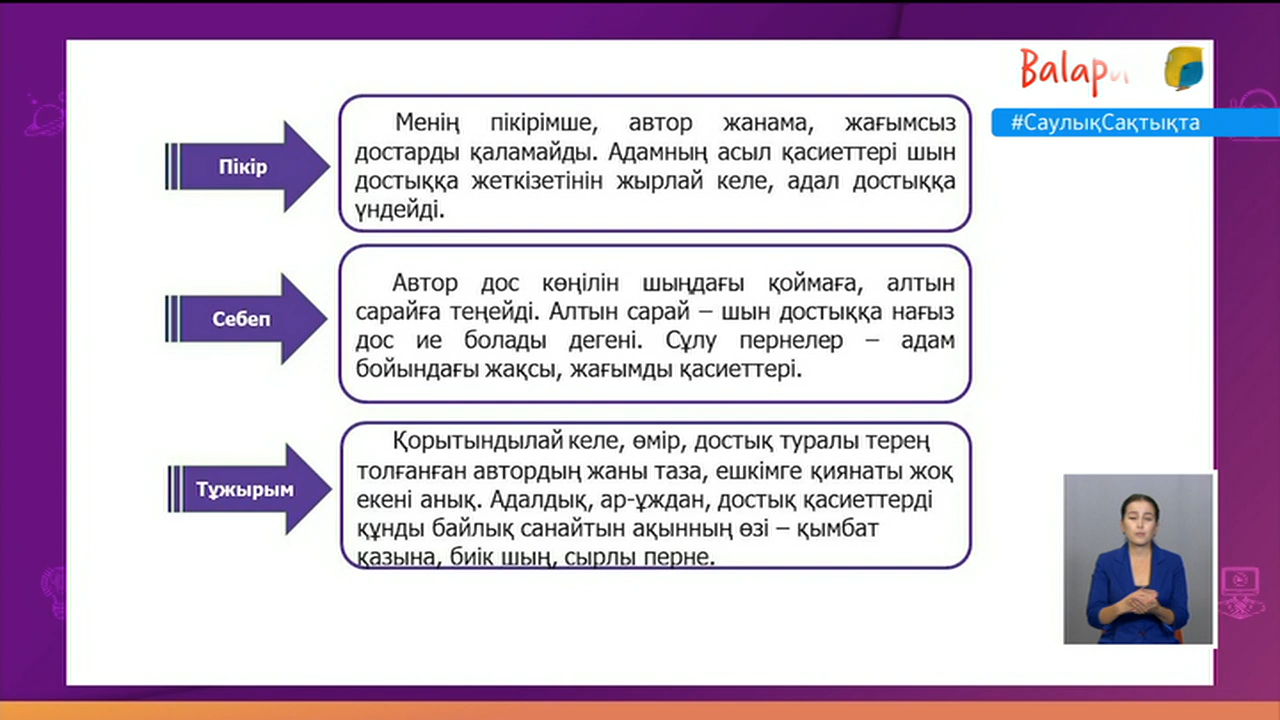 Balapa
#СаулықСақтықта
Пікір
Менің пікірімше, автор жанама, жағымсыз
достарды қаламайды. Адамның асыл қасиеттері шын
достыққа жеткізетінін жырлай келе, адал достыққа
үндейді.
Себеп
Автор дос көңілін шыңдағы қоймаға, алтын
сарайға теңейді. Алтын сарай – шын достыққа нағыз
дос ие болады дегені. Сұлу пернелер – адам
бойындағы жақсы, жағымды қасиеттері.
Тұжырым
Қорытындылай келе, өмір, достық туралы терең
толғанған автордың жаны таза, ешкімге қиянаты жоқ
екені анық. Адалдық, ар-ұждан, достық қасиеттерді
құнды байлық санайтын ақынның өзі – қымбат
қазына, биік шың, сырлы перне.